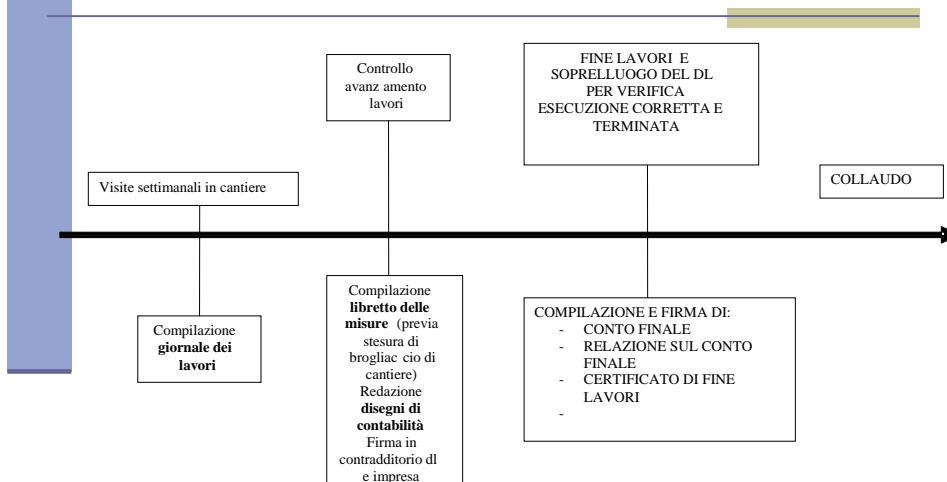 Controllo
avanz amento
lavori
FINE LAVORI E
SOPRELLUOGO DEL DL
PER VERIFICA
ESECUZIONE CORRETTA E
TERMINATA
COLLAUDO
Visite settimanali in cantiere
Compilazione
giornale dei
lavori
Compilazione
libretto delle
misure (previa
stesura di
brogliac cio di
cantiere)
Redazione
disegni di
contabilità
Firma in
contradditorio dl
e impresa
COMPILAZIONE E FIRMA DI:
- CONTO FINALE
- RELAZIONE SUL CONTO
FINALE
- CERTIFICATO DI FINE
LAVORI
-